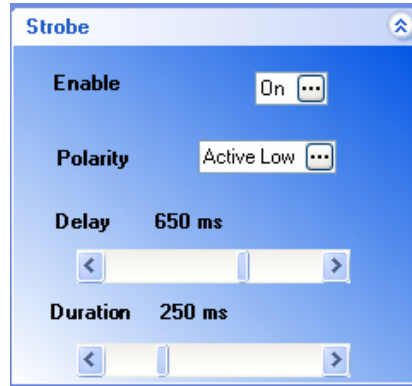 Strobe
Enable On ...
Polarity Active Low ...
Delay 650 ms
Duration 250 ms